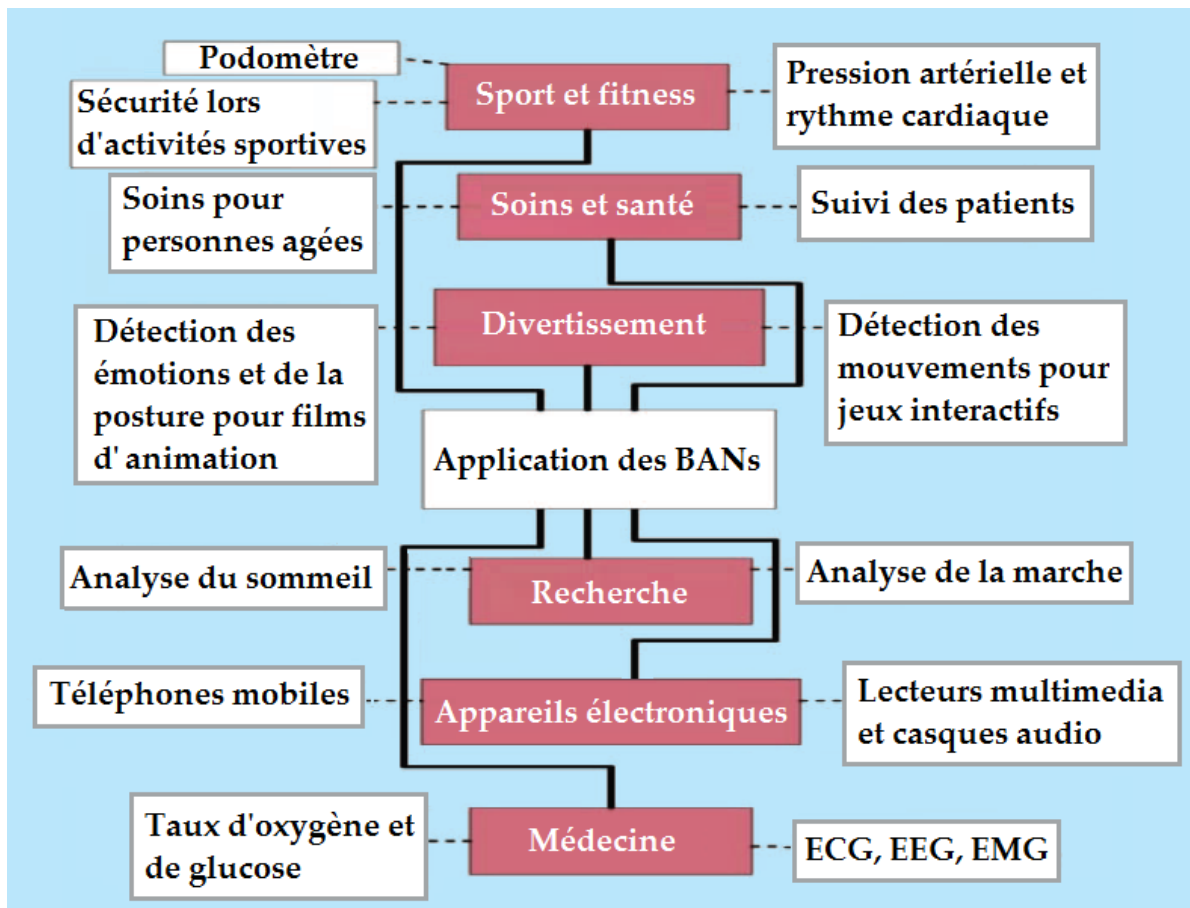 Podomètre
Sport et fitness
Pression artérielle et
rythme cardiaque
Sécurité lors
d'activités sportives
Soins pour
personnes agées
Soins et santé
Suivi des patients
Détection des
émotions et de la
posture pour films
d' animation
Divertissement
Détection des
mouvements pour
jeux interactifs
Application des BANs
Analyse du sommeil
Recherche
Analyse de la marche
Téléphones mobiles
Appareils électroniques
Lecteurs multimedia
et casques audio
Taux d'oxygène et
de glucose
Médecine
ECG, EEG, EMG